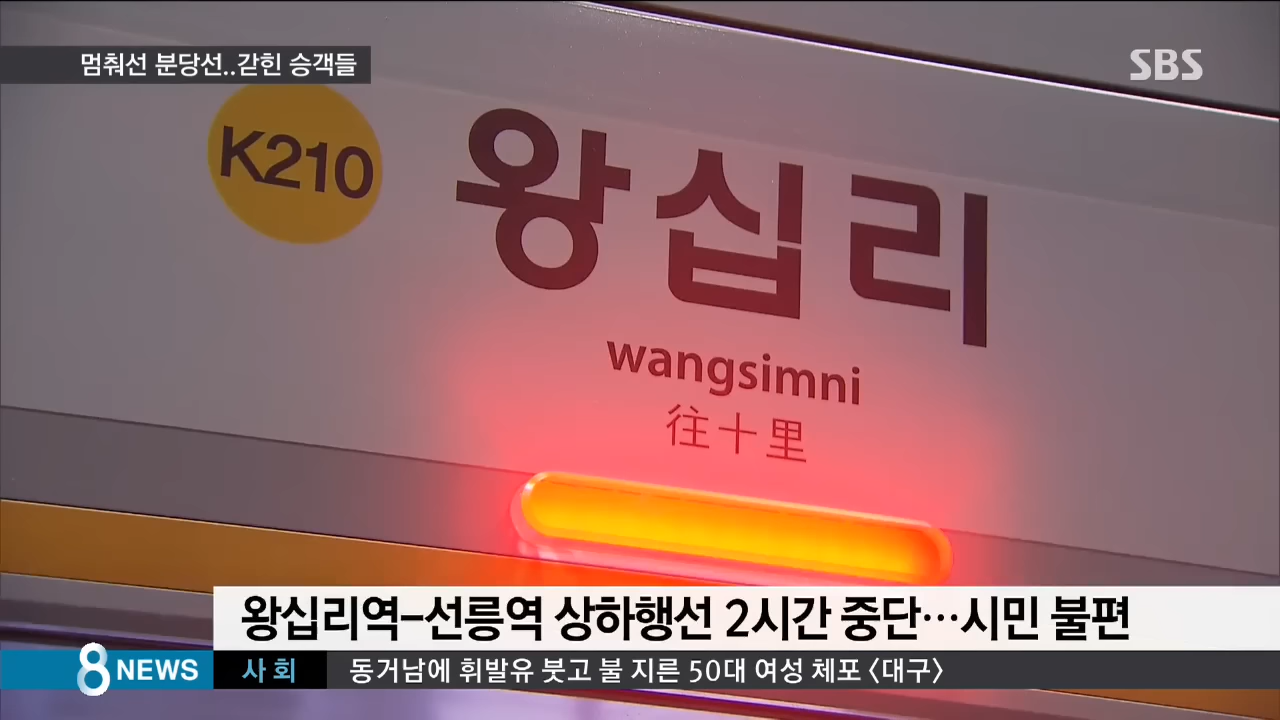 멈춰선 분당선..갇힌 승객들
SBS
K210
왕십리
wangsimni
往十里
왕십리역-선릉역 상하행선 2시간 중단…시민 불편
8 NEWS
사회
동거남에 휘발유 붓고 불 지른 50대 여성 체포 〈대구〉